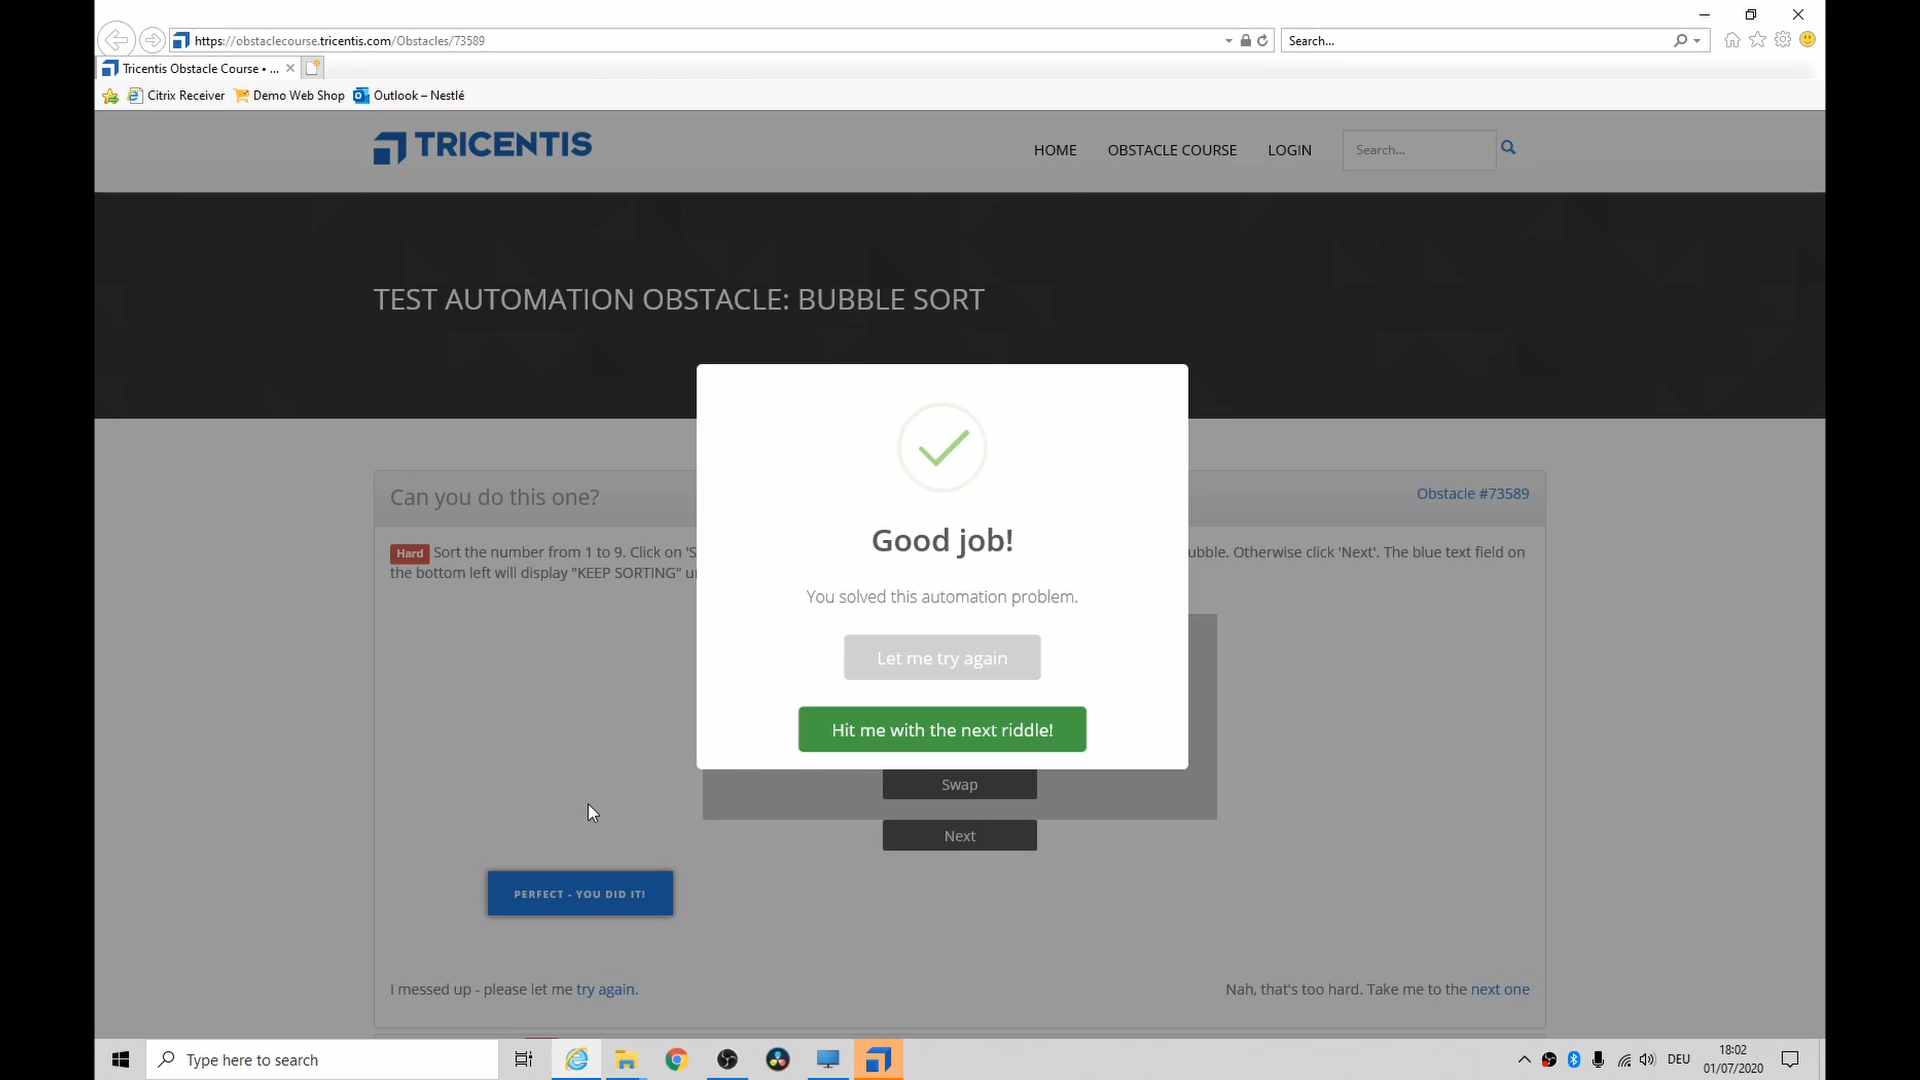 https://obstaclecourse.tricentis.com/Obstacles/73589
Search...
Tricentis Obstacle Course • ...
Citrix Receiver
Demo Web Shop
Outlook – Nestlé
TRICENTIS
HOME
OBSTACLE COURSE
LOGIN
Search...
TEST AUTOMATION OBSTACLE: BUBBLE SORT
Can you do this one?
Obstacle #73589
Hard Sort the number from 1 to 9. Click on 'S
ubble. Otherwise click 'Next'. The blue text field on
the bottom left will display "KEEP SORTING" u
Good job!
You solved this automation problem.
Let me try again
Hit me with the next riddle!
Swap
Next
PERFECT - YOU DID IT!
I messed up - please let me try again.
Nah, that's too hard. Take me to the next one
Type here to search
DEU
18:02
01/07/2020